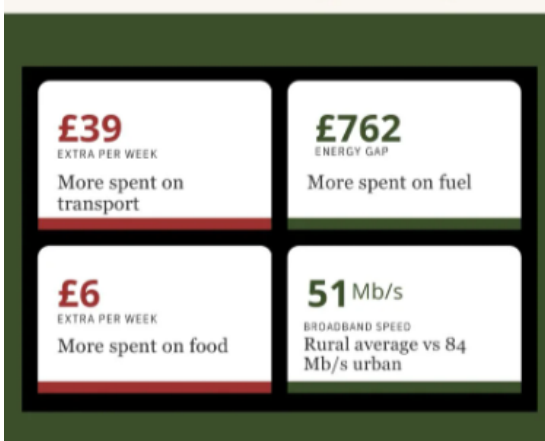 £39
EXTRA PER WEEK
More spent on
transport
£762
ENERGY GAP
More spent on fuel
£6
EXTRA PER WEEK
More spent on food
51 Mb/s
BROADBAND SPEED
Rural average vs 84
Mb/s urban